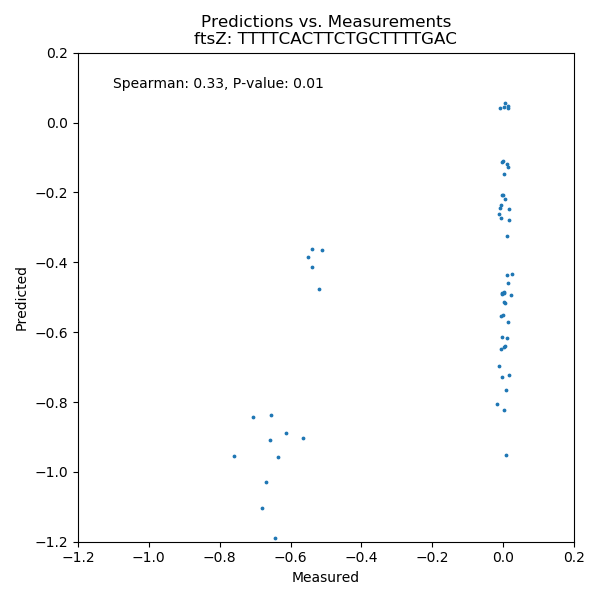 Predictions vs. Measurements
ftsZ: TTTTCACTTCTGCTTTTGAC
Spearman: 0.33, P-value: 0.01
0.2
0.0
−0.2
−0.4
−0.6
−0.8
−1.0
−1.2
Predicted
−1.2 −1.0 −0.8 −0.6 −0.4 −0.2 0.0 0.2
Measured